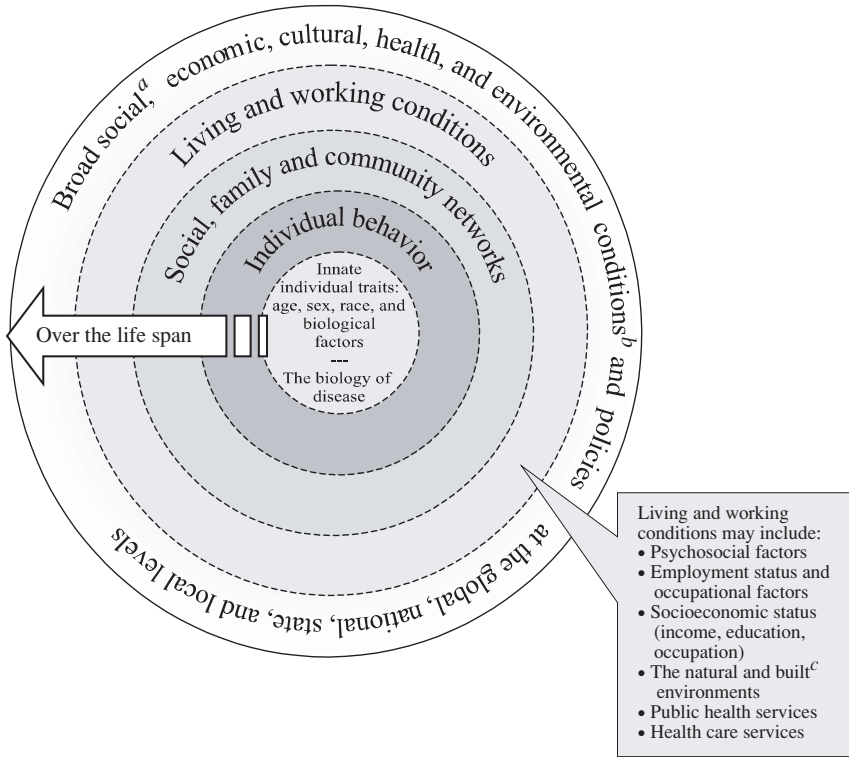 Broad social,a economic, cultural, health, and environmental conditionsb and policies
at the global, national, state, and local levels
Living and working conditions
Social, family and community networks
Individual behavior
Innate
individual traits:
age, sex, race, and
biological
factors
---
The biology of
disease
Over the life span
Living and working
conditions may include:
• Psychosocial factors
• Employment status and
occupational factors
• Socioeconomic status
(income, education,
occupation)
• The natural and builtc
environments
• Public health services
• Health care services